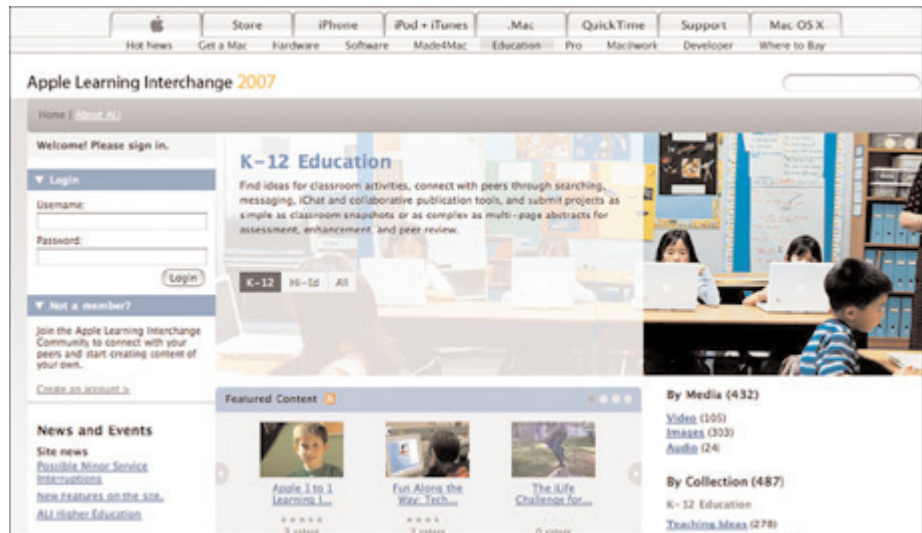 Store iPhone iPod + iTunes .Mac QuickTime Support Mac OS X
Hot News Get a Mac Hardware Software Made4Mac Education Pro Mac@work Developer Where to Buy
Apple Learning Interchange 2007
Home | About ALI
Welcome! Please sign in.
Login
Username:
Password:
Login
Not a member?
Join the Apple Learning Interchange
Community to connect with your
peers and start creating content of
your own.
Create an account >
News and Events
Site news
Possible Minor Service
Interruptions
New Features on the site.
ALI Higher Education
K-12 Education
Find ideas for classroom activities, connect with peers through searching,
messaging, iChat and collaborative publication tools, and submit projects as
simple as classroom snapshots or as complex as multi-page abstracts for
assessment, enhancement, and peer review.
K-12 Hi-Ed All
Featured Content
Apple 1 to 1
Learning I...
3 raters
Fun Along the
Way: Tech...
2 raters
The iLife
Challenge for...
0 raters
By Media (432)
Video (105)
Images (303)
Audio (24)
By Collection (487)
K-12 Education
Teaching Ideas (278)